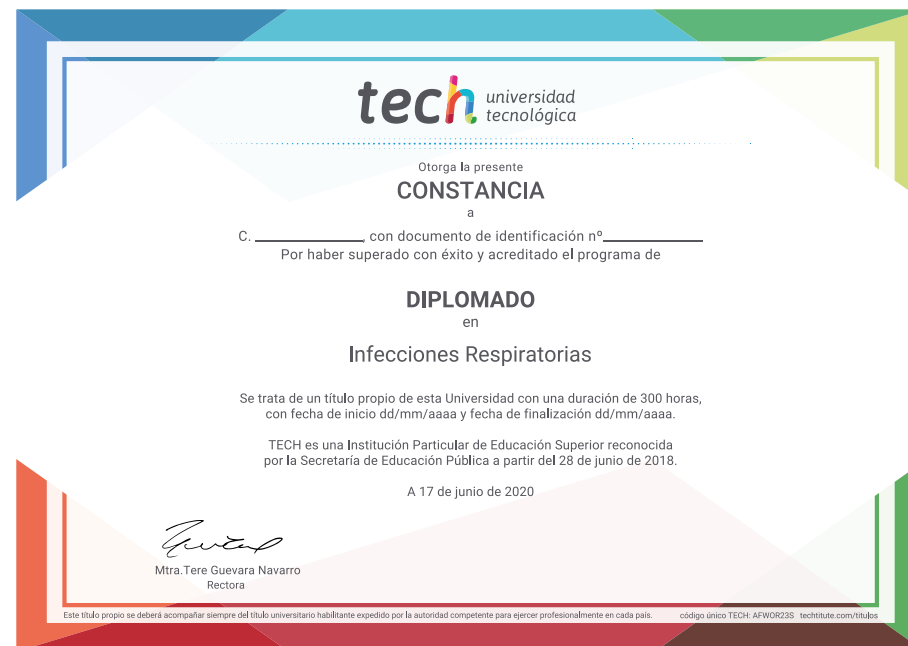 tech universidad
tecnológica
Otorga la presente
CONSTANCIA
a
C. ______________, con documento de identificación nº______________
Por haber superado con éxito y acreditado el programa de
DIPLOMADO
en
Infecciones Respiratorias
Se trata de un título propio de esta Universidad con una duración de 300 horas,
con fecha de inicio dd/mm/aaaa y fecha de finalización dd/mm/aaaa.
TECH es una Institución Particular de Educación Superior reconocida
por la Secretaría de Educación Pública a partir del 28 de junio de 2018.
A 17 de junio de 2020
Mtra.Tere Guevara Navarro
Rectora
Este título propio se deberá acompañar siempre del título universitario habilitante expedido por la autoridad competente para ejercer profesionalmente en cada país. código único TECH: AFWOR23S techtitute.com/titulos